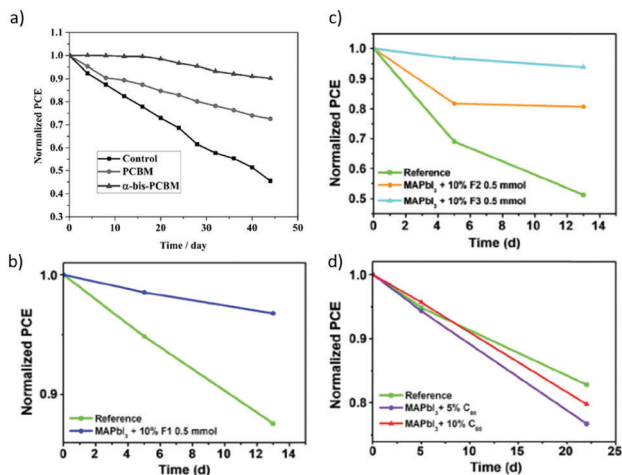 a)
1.1
1.0
0.9
0.8
0.7
0.6
0.5
0.4
0.3
Normalized PCE
Control
PCBM
α-bis-PCBM
0 10 20 30 40 50
Time / day
b)
1.0
0.9
Normalized PCE
Reference
MAPbI3 + 10% F1 0.5 mmol
0 2 4 6 8 10 12 14
Time (d)
c)
1.0
0.9
0.8
0.7
0.6
0.5
Normalized PCE
Reference
MAPbI3 + 10% F2 0.5 mmol
MAPbI3 + 10% F3 0.5 mmol
0 2 4 6 8 10 12 14
Time (d)
d)
1.0
0.9
0.8
Normalized PCE
Reference
MAPbI3 + 5% C60
MAPbI3 + 10% C60
0 5 10 15 20 25
Time (d)